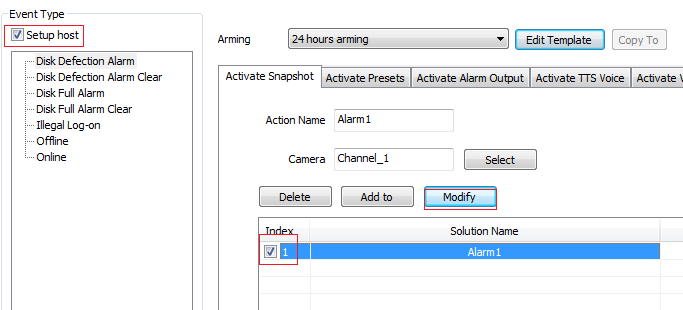 Event Type
Setup host
Disk Defection Alarm
Disk Defection Alarm Clear
Disk Full Alarm
Disk Full Alarm Clear
Illegal Log-on
Offline
Online
Arming
24 hours arming
Edit Template
Copy To
Activate Snapshot
Activate Presets
Activate Alarm Output
Activate TTS Voice
Activate
Action Name
Alarm1
Camera
Channel_1
Select
Delete
Add to
Modify
Index
Solution Name
1
Alarm1